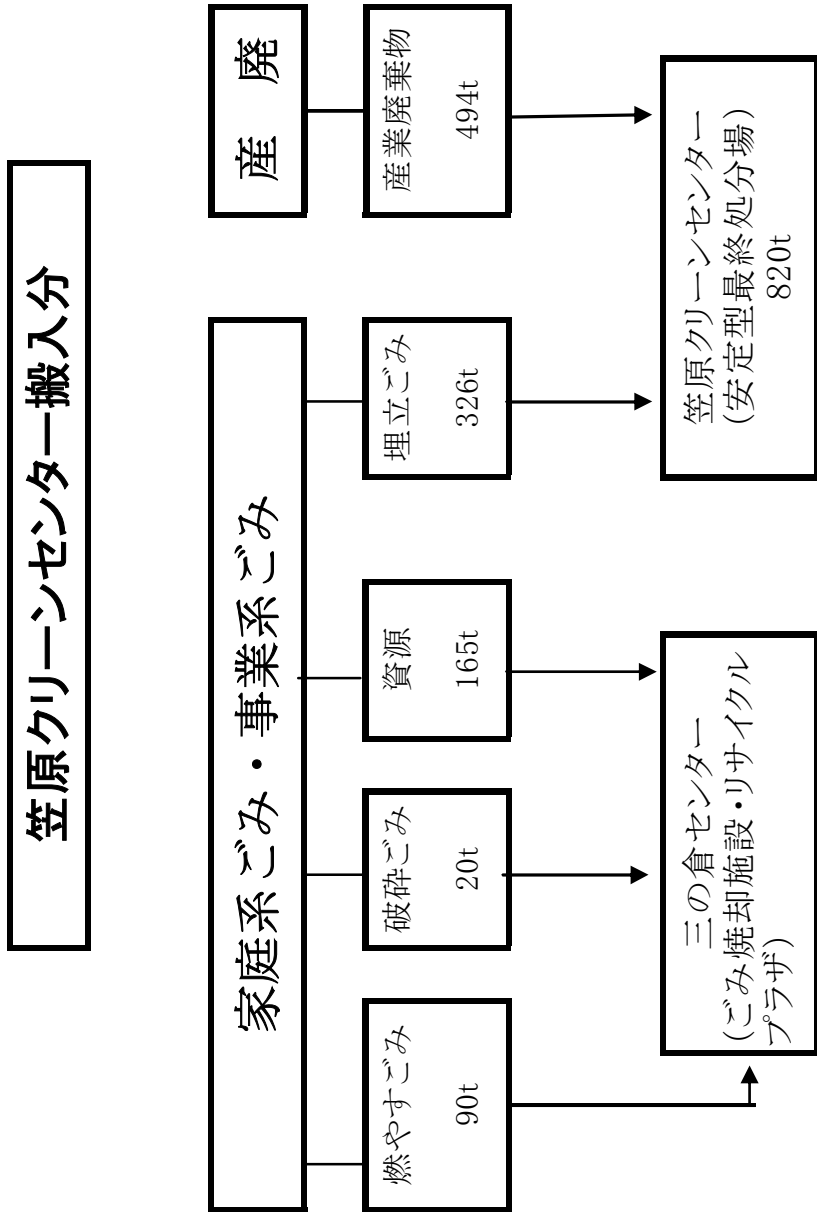 笠原クリーンセンター搬入分
家庭系ごみ・事業系ごみ
産　廃
燃やすごみ
90t
破砕ごみ
20t
資源
165t
埋立ごみ
326t
産業廃棄物
494t
三の倉センター
(ごみ焼却施設・リサイクル
プラザ)
笠原クリーンセンター
(安定型最終処分場)
820t